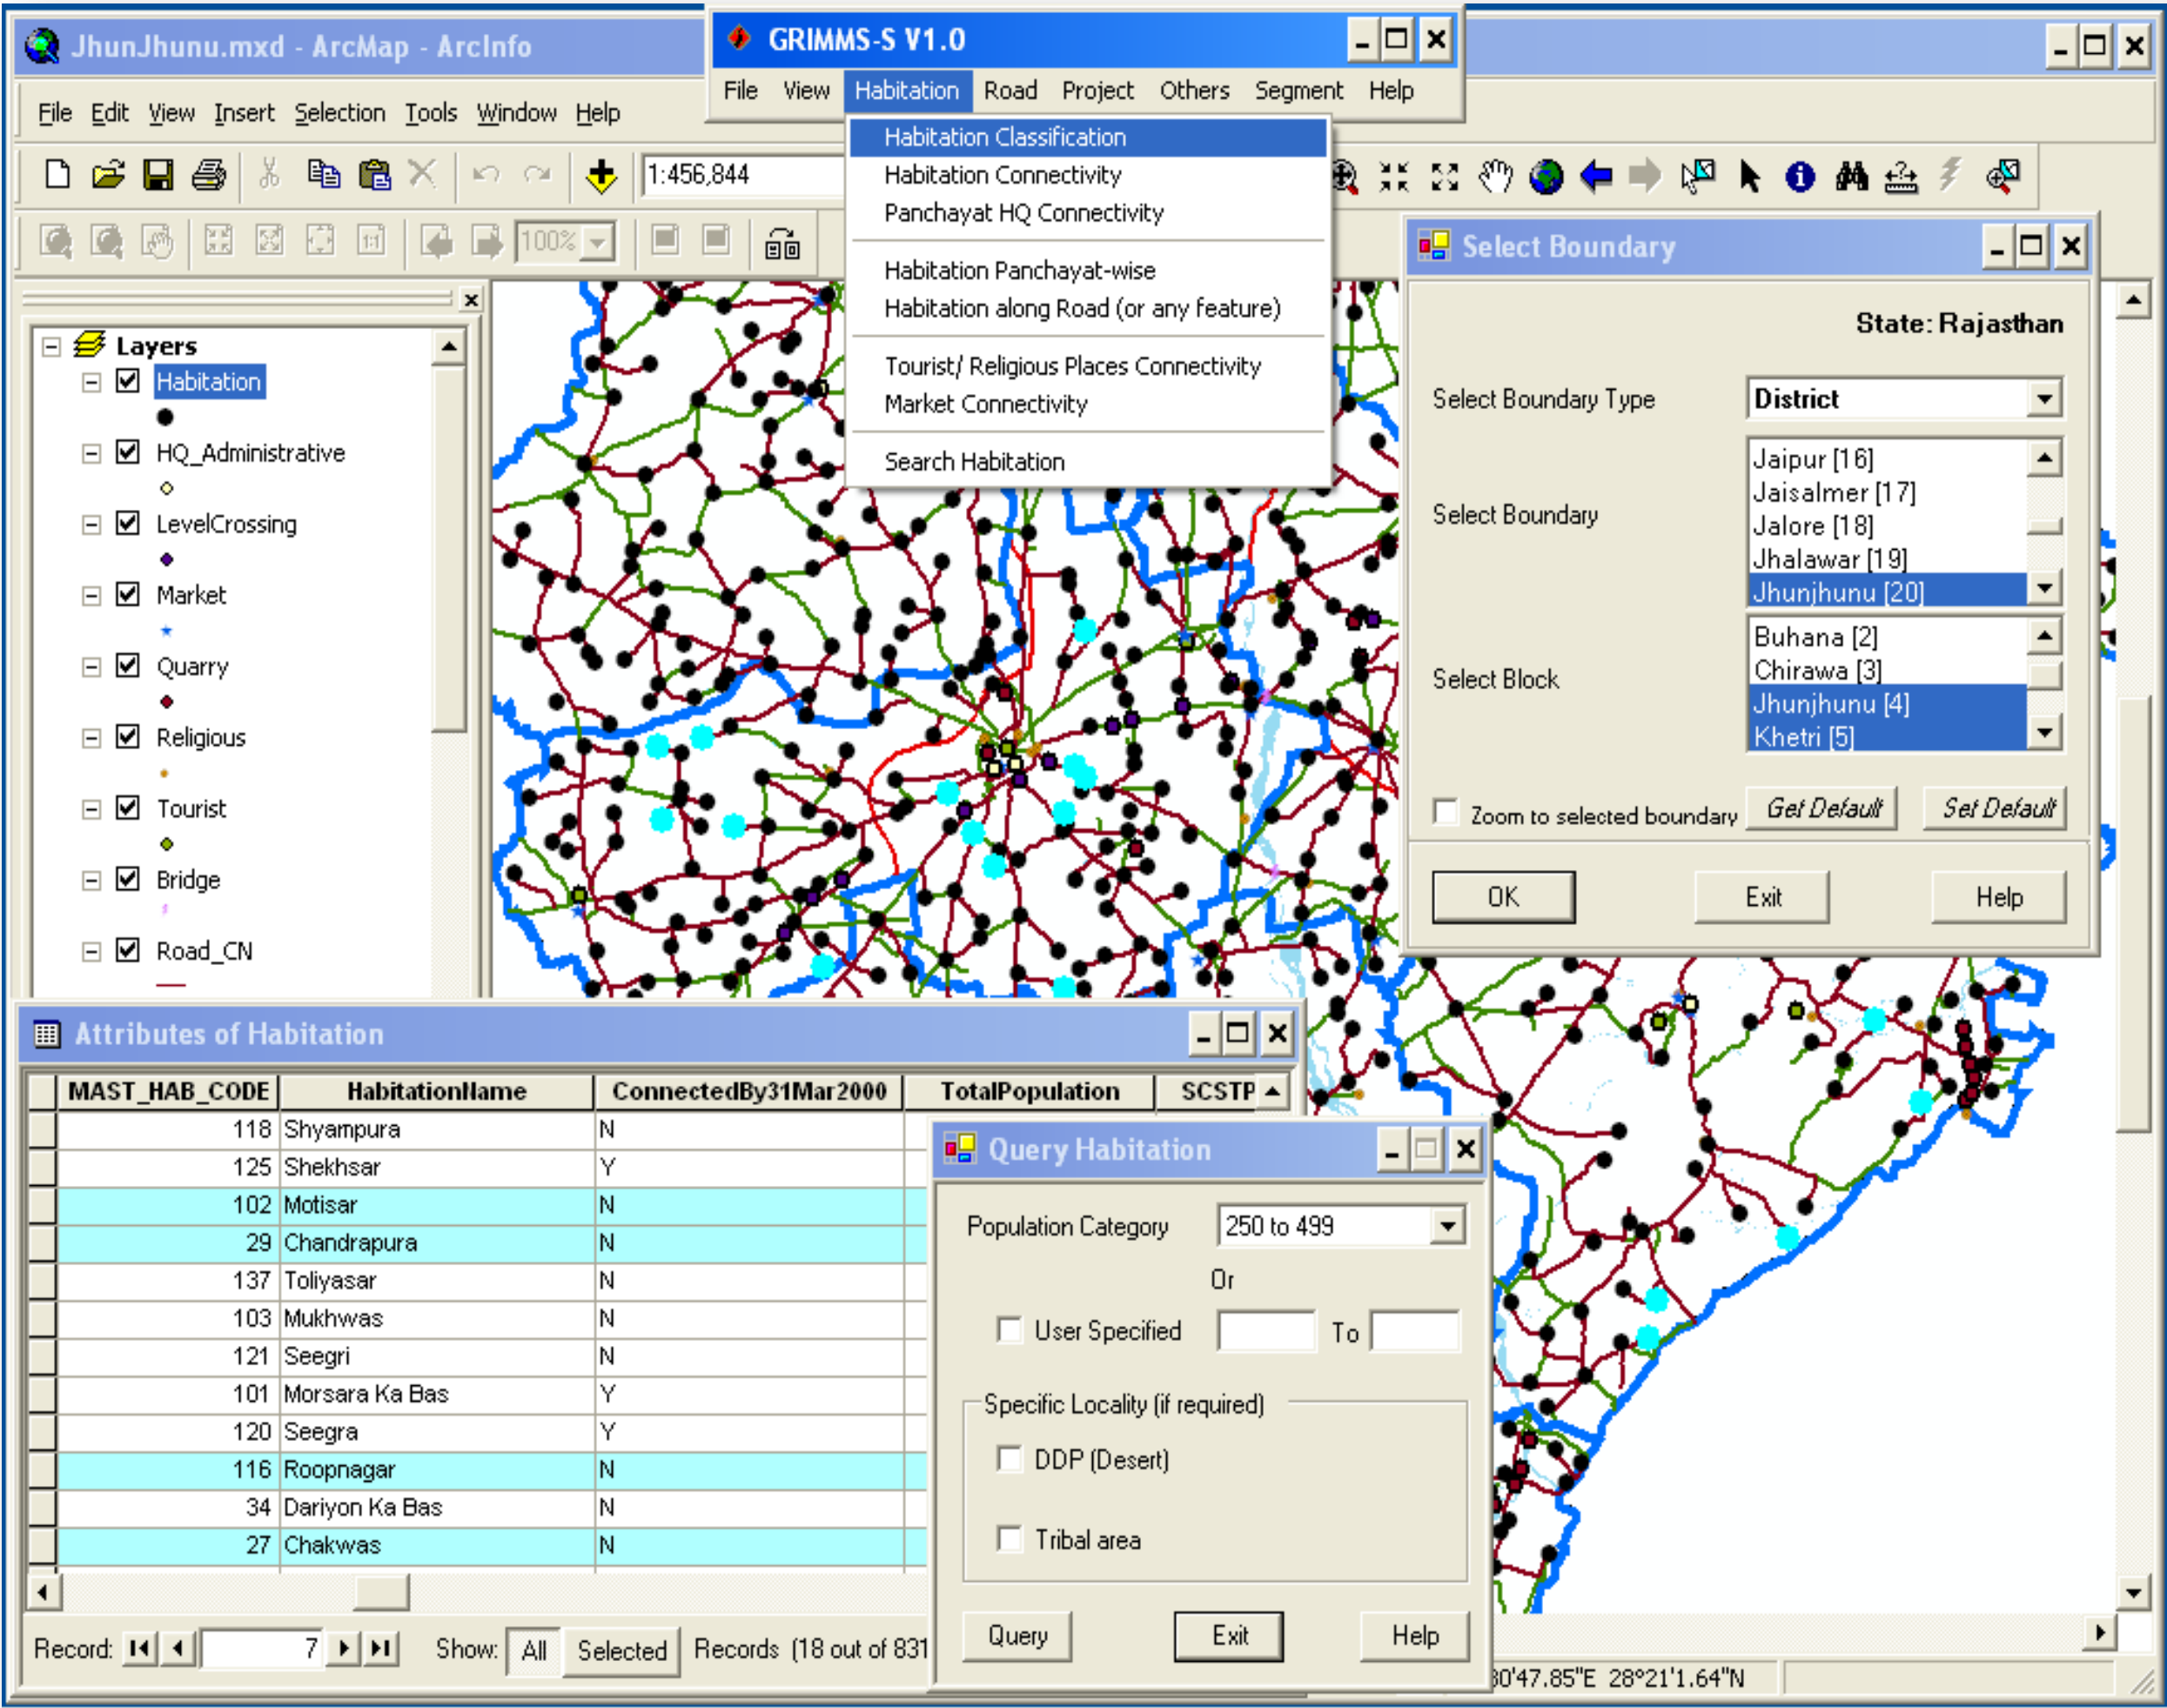 JhunJhunu.mxd - ArcMap - ArcInfo
File Edit View Insert Selection Tools Window Help
1:456,844
100%
1:1
GRIMMS-S V1.0
File View Habitation Road Project Others Segment Help
Habitation Classification
Habitation Connectivity
Panchayat HQ Connectivity
Habitation Panchayat-wise
Habitation along Road (or any feature)
Tourist/ Religious Places Connectivity
Market Connectivity
Search Habitation
Layers
Habitation
HQ_Administrative
LevelCrossing
Market
Quarry
Religious
Tourist
Bridge
Road_CN
Select Boundary
State: Rajasthan
Select Boundary Type District
Select Boundary
Jaipur [16]
Jaisalmer [17]
Jalore [18]
Jhalawar [19]
Jhunjhunu [20]
Select Block
Buhana [2]
Chirawa [3]
Jhunjhunu [4]
Khetri [5]
Zoom to selected boundary Get Default Set Default
OK Exit Help
Attributes of Habitation
MAST_HAB_CODE HabitationName ConnectedBy31Mar2000 TotalPopulation SCSTP
118 Shyampura N
125 Shekhsar Y
102 Motisar N
29 Chandrapura N
137 Toliyasar N
103 Mukhwas N
121 Seegri N
101 Morsara Ka Bas Y
120 Seegra Y
116 Roopnagar N
34 Dariyon Ka Bas N
27 Chakwas N
Record: 7 Show: All Selected Records (18 out of 831
Query Habitation
Population Category 250 to 499
Or
User Specified To
Specific Locality (if required)
DDP (Desert)
Tribal area
Query Exit Help
30'47.85"E 28°21'1.64"N